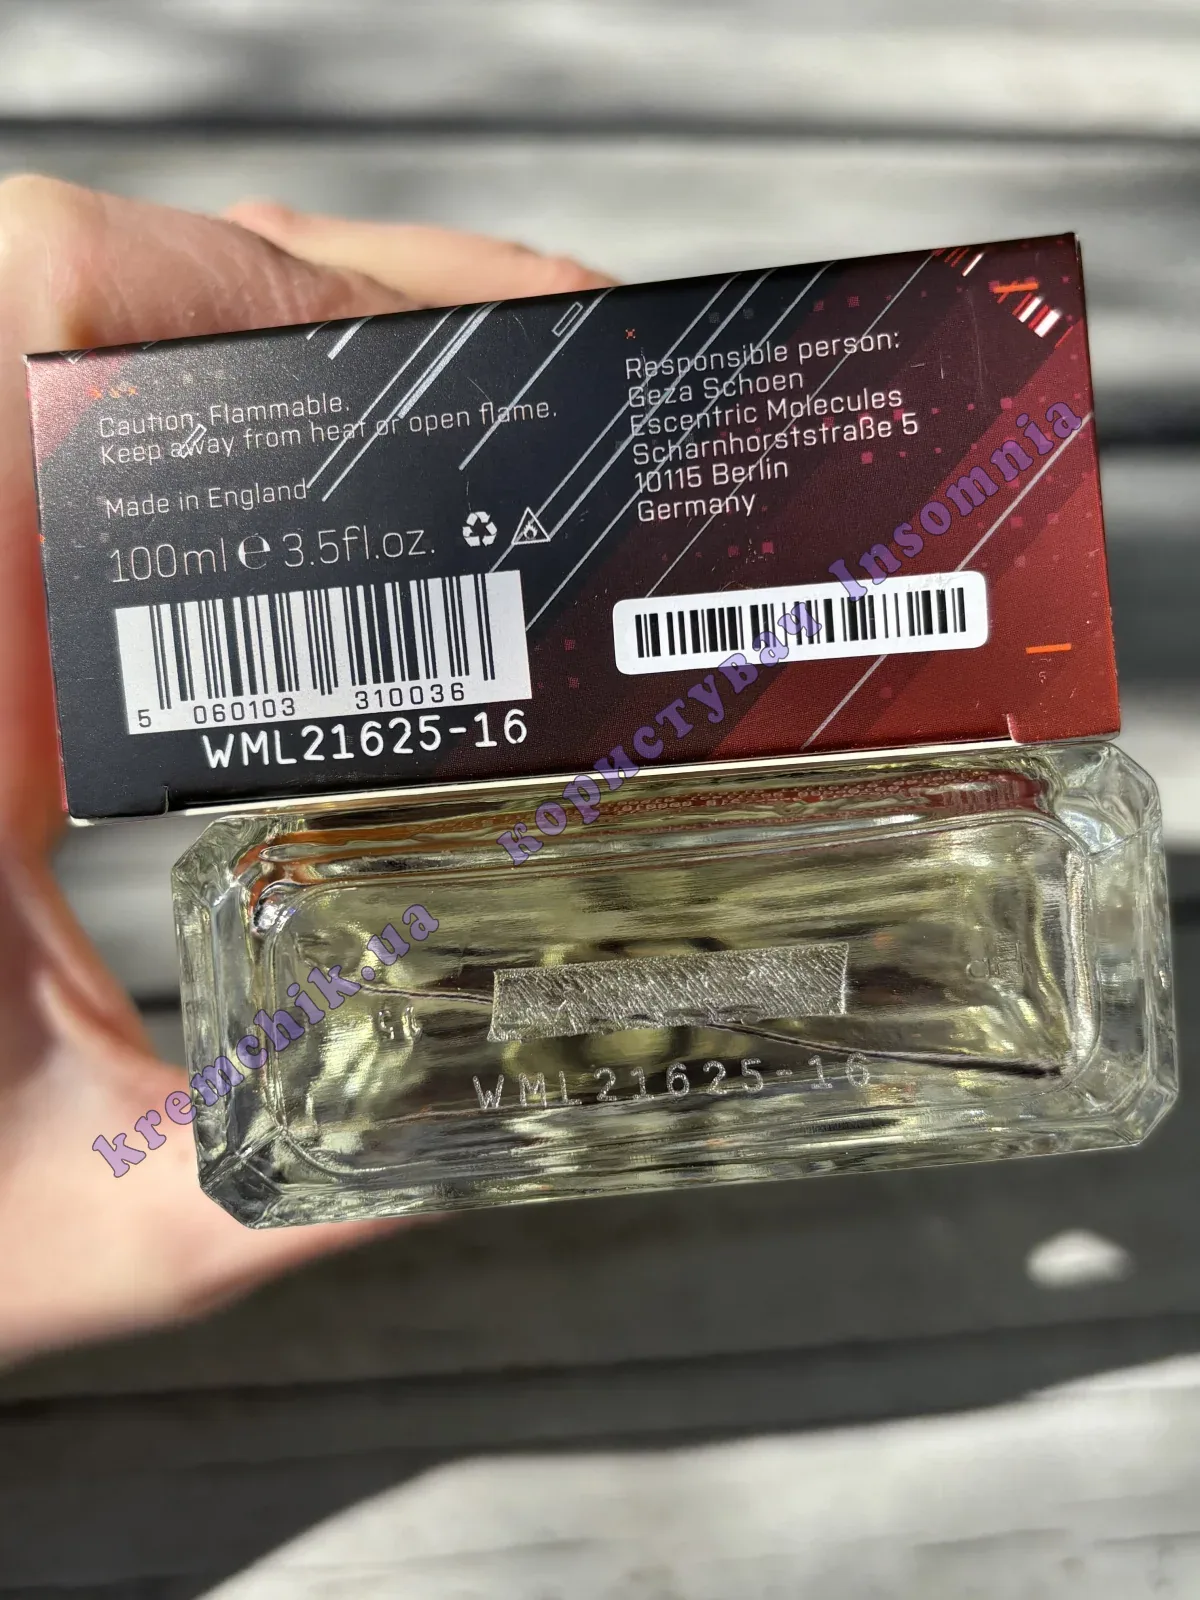 Caution: Flammable.
Keep away from heat or open flame.
Made in England
100ml ℮ 3.5fl.oz.
5 060103 310036
WML21625-16
Responsible person:
Geza Schoen
Escentric Molecules
Scharnhorststraße 5
10115 Berlin
Germany
WML21625-16
kremchik.ua користувач Insomnia